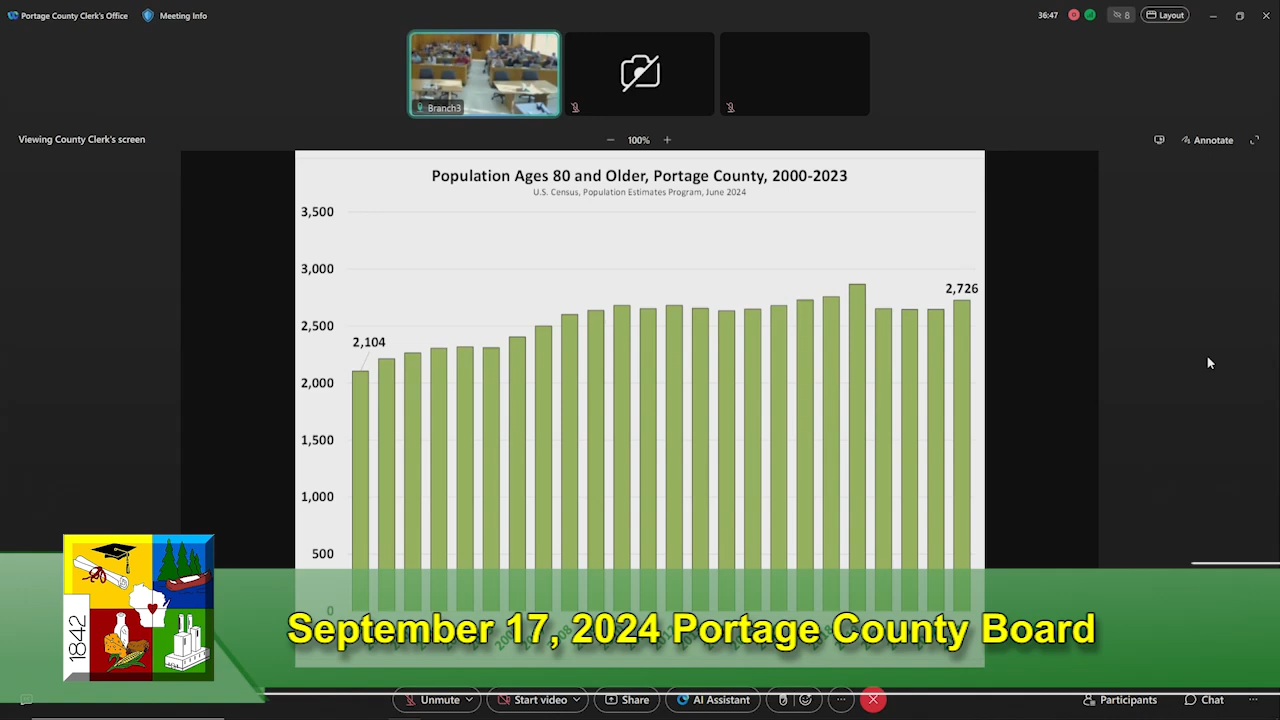 Portage County Clerk's Office
Meeting Info
36:47
8
Layout
Branch3
Viewing County Clerk's screen
100%
Annotate
Population Ages 80 and Older, Portage County, 2000-2023
U.S. Census, Population Estimates Program, June 2024
3,500
3,000
2,726
2,500
2,104
2,000
1,500
1,000
500
0
1842
September 17, 2024 Portage County Board
Unmute
Start video
Share
AI Assistant
Participants
Chat